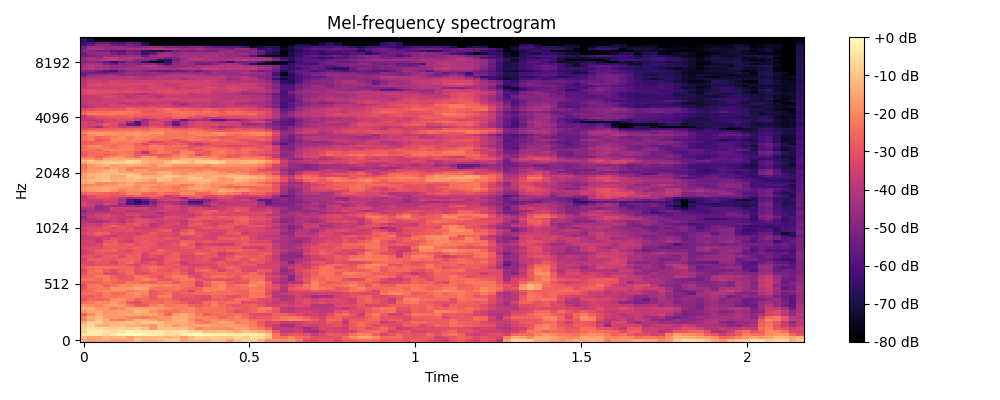 Mel-frequency spectrogram
Hz
8192
4096
2048
1024
512
0
0
0.5
1
1.5
2
Time
+0 dB
-10 dB
-20 dB
-30 dB
-40 dB
-50 dB
-60 dB
-70 dB
-80 dB